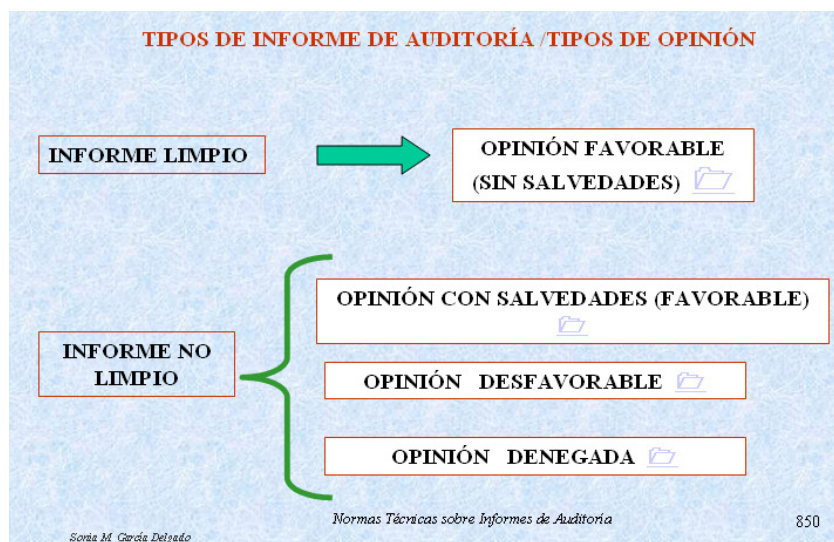 TIPOS DE INFORME DE AUDITORÍA /TIPOS DE OPINIÓN
INFORME LIMPIO
OPINIÓN FAVORABLE
(SIN SALVEDADES)
OPINIÓN CON SALVEDADES (FAVORABLE)
INFORME NO
LIMPIO
OPINIÓN DESFAVORABLE
OPINIÓN DENEGADA
Normas Técnicas sobre Informes de Auditoría
850
Sonia M. García Delgado